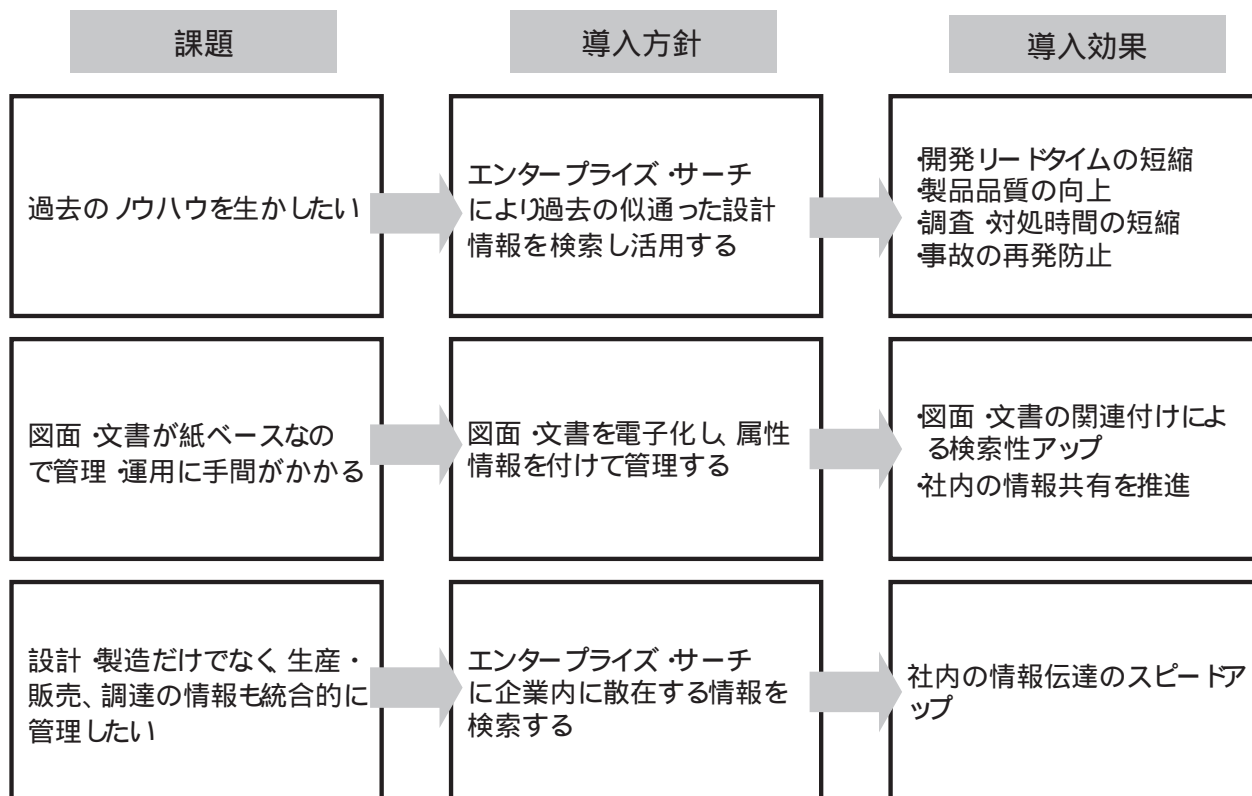 課題
導入方針
導入効果
過去のノウハウを生かしたい
エンタープライズ・サーチ
により過去の似通った設計
情報を検索し活用する
・開発リードタイムの短縮
・製品品質の向上
・調査・対処時間の短縮
・事故の再発防止
図面・文書が紙ベースなの
で管理・運用に手間がかかる
図面・文書を電子化し、属性
情報を付けて管理する
・図面・文書の関連付けによ
る検索性アップ
・社内の情報共有を推進
設計・製造だけでなく、生産・
販売、調達の情報も統合的に
管理したい
エンタープライズ・サーチ
に企業内に散在する情報を
検索する
社内の情報伝達のスピードア
ップ